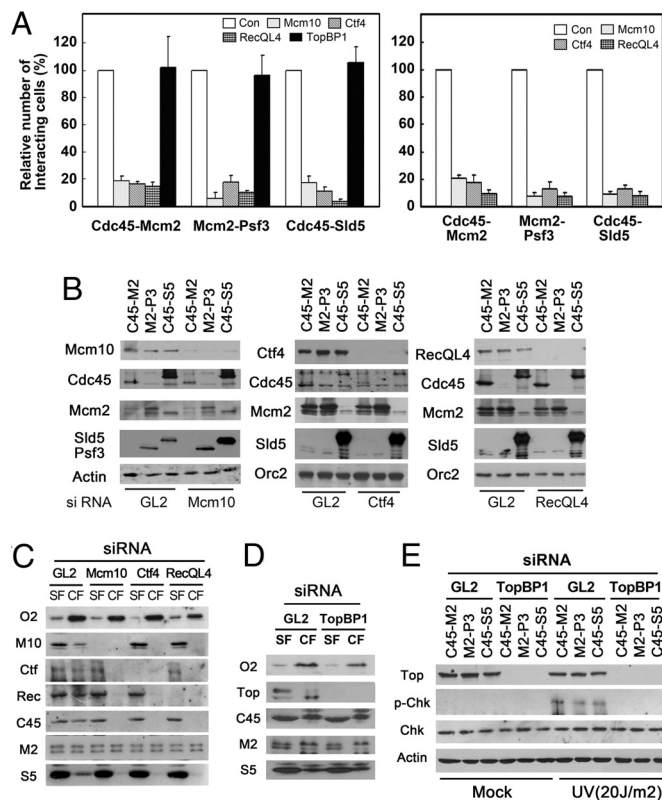 A
Con Mcm10 Ctf4
RecQL4 TopBP1
Relative number of
Interacting cells (%)
120
100
80
60
40
20
0
Cdc45-Mcm2 Mcm2-Psf3 Cdc45-Sld5
Con Mcm10
Ctf4 RecQL4
120
100
80
60
40
20
0
Cdc45- Mcm2- Cdc45-
Mcm2 Psf3 Sld5
B
C45-M2 M2-P3 C45-S5 C45-M2 M2-P3 C45-S5
Mcm10
Cdc45
Mcm2
Sld5
Psf3
Actin
si RNA GL2 Mcm10
C45-M2 M2-P3 C45-S5 C45-M2 M2-P3 C45-S5
Ctf4
Cdc45
Mcm2
Sld5
Orc2
GL2 Ctf4
C45-M2 M2-P3 C45-S5 C45-M2 M2-P3 C45-S5
RecQL4
Cdc45
Mcm2
Sld5
Orc2
GL2 RecQL4
C
siRNA
GL2 Mcm10 Ctf4 RecQL4
SF CF SF CF SF CF SF CF
O2
M10
Ctf
Rec
C45
M2
S5
D
siRNA
GL2 TopBP1
SF CF SF CF
O2
Top
C45
M2
S5
E
siRNA
GL2 TopBP1 GL2 TopBP1
C45-M2 M2-P3 C45-S5 C45-M2 M2-P3 C45-S5 C45-M2 M2-P3 C45-S5 C45-M2 M2-P3 C45-S5
Top
p-Chk
Chk
Actin
Mock UV(20J/m2)